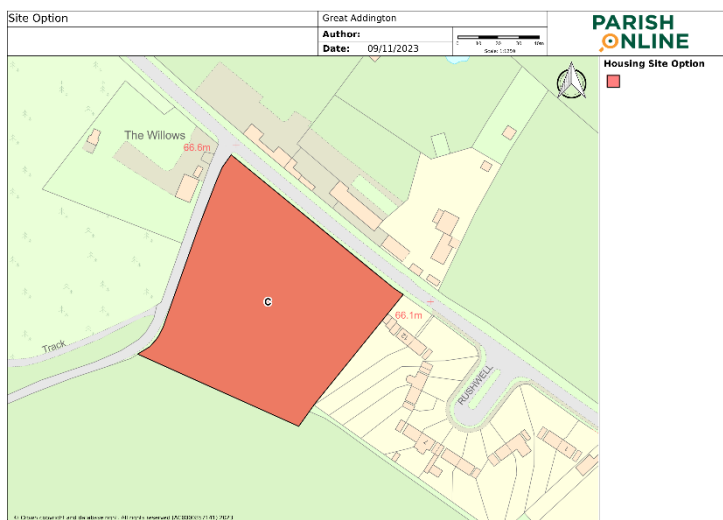 Site Option
Great Addington
Author:
Date: 09/11/2023
PARISH
ONLINE
Housing Site Option
The Willows
66.6m
C
66.1m
Track
RUSHWELL